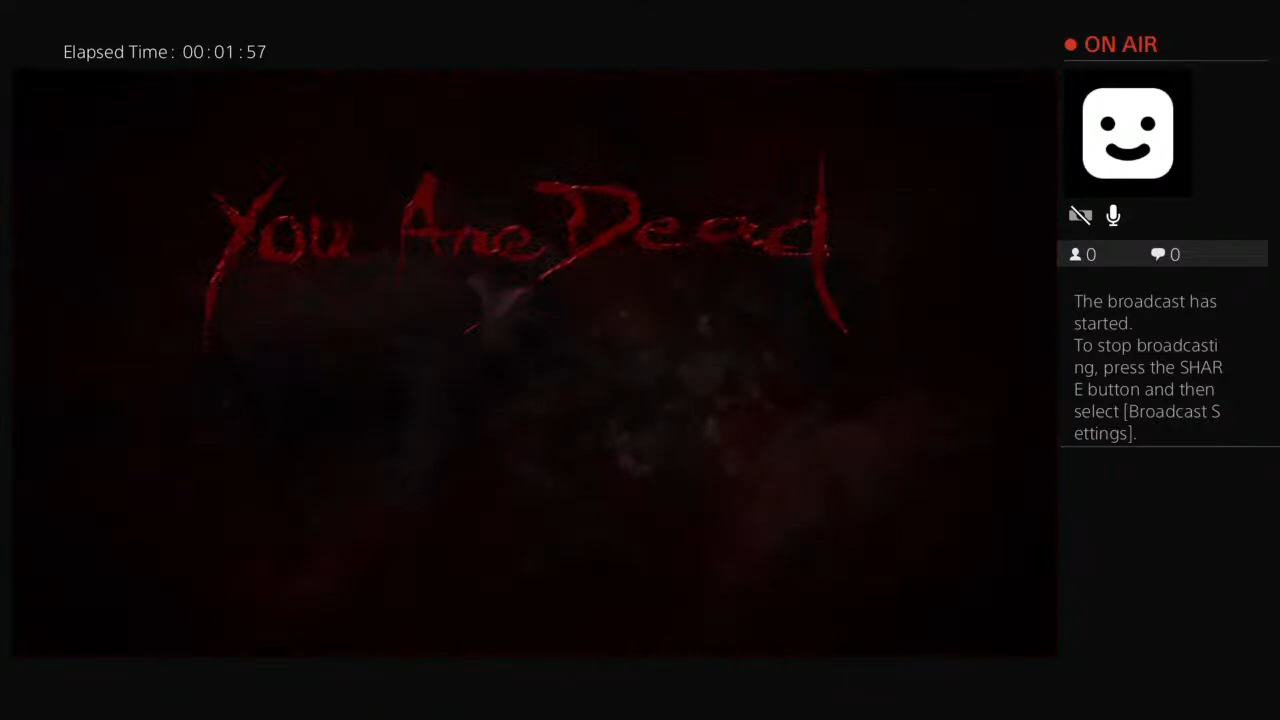 Elapsed Time: 00:01:57
ON AIR
You Are Dead
0 0
The broadcast has
started.
To stop broadcasti
ng, press the SHAR
E button and then
select [Broadcast S
ettings].